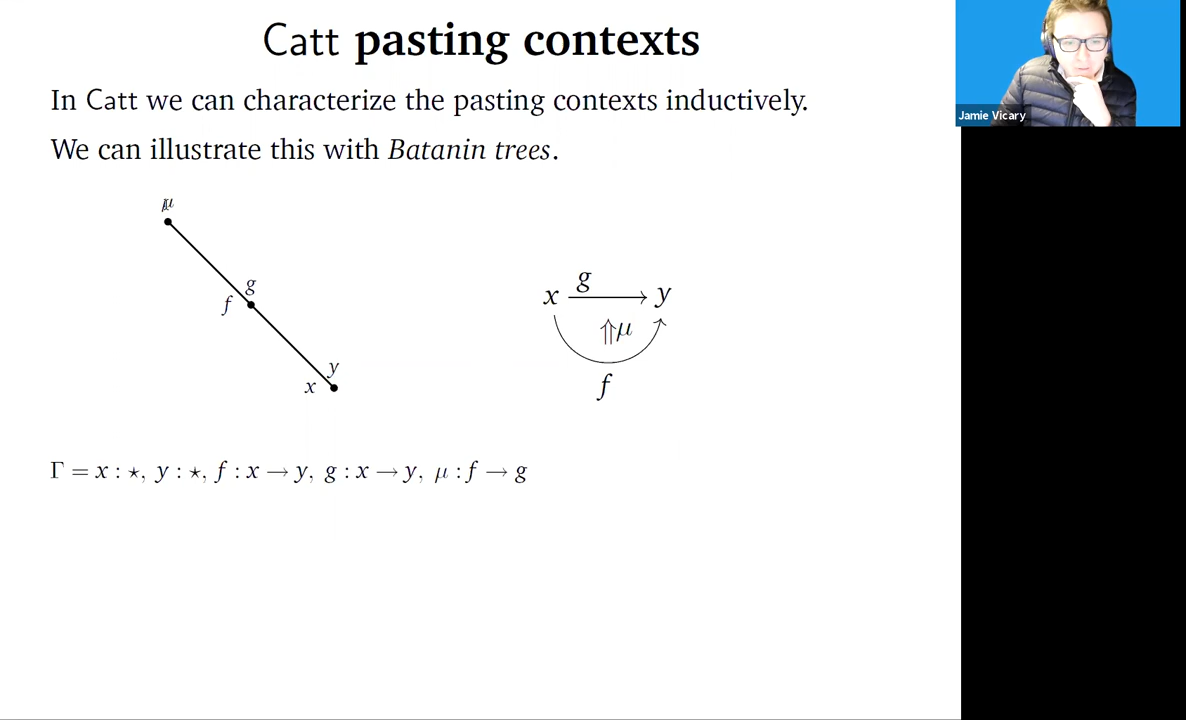 Catt pasting contexts
In Catt we can characterize the pasting contexts inductively.
We can illustrate this with Batanin trees.
μ
g
f
y
x
g
x y
⇑μ
f
Γ = x : ⋆, y : ⋆, f : x → y, g : x → y, μ : f → g
Jamie Vicary